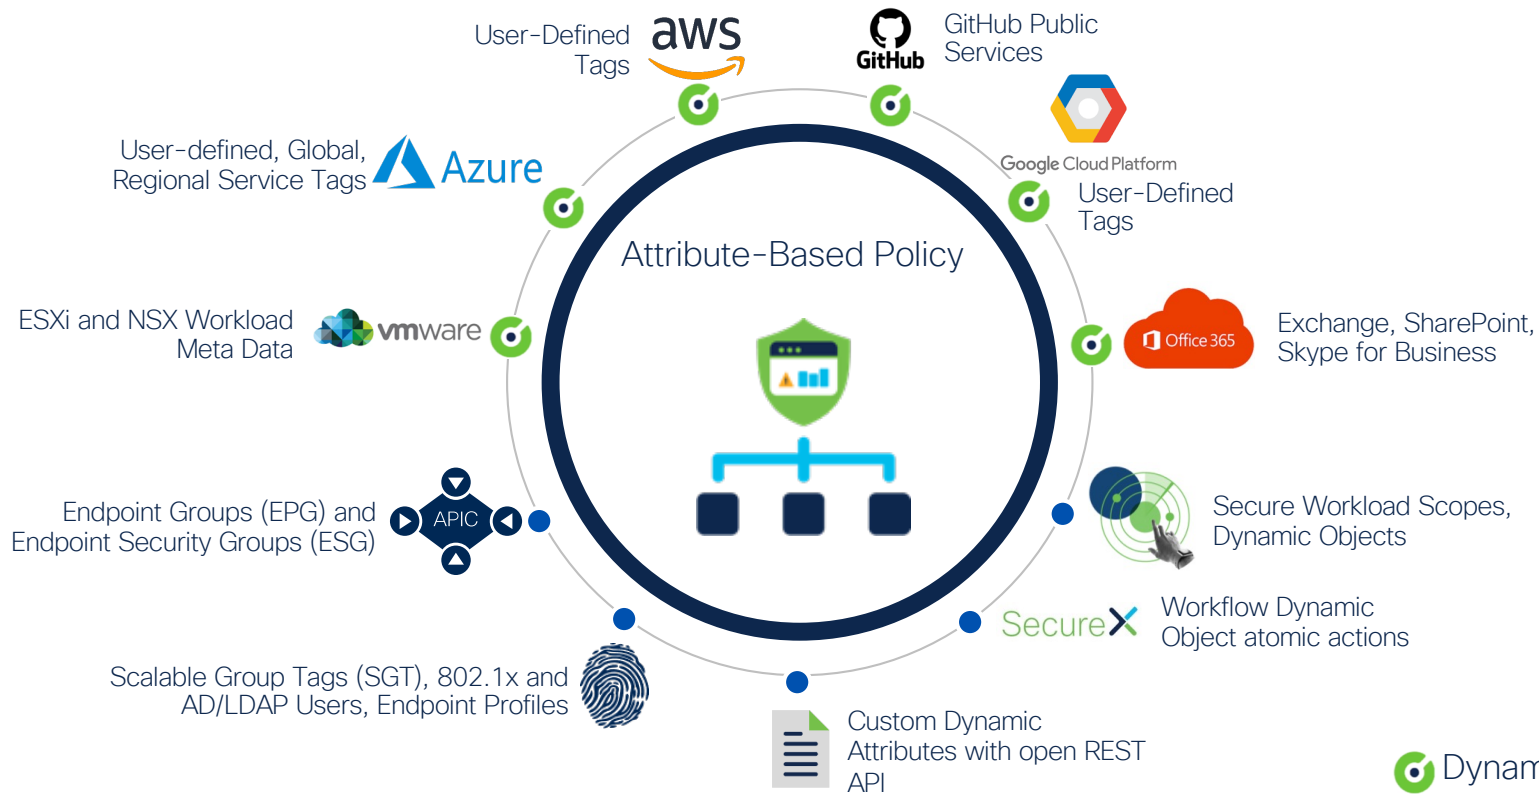 User-Defined
Tags
aws
GitHub
GitHub Public
Services
Google Cloud Platform
User-Defined
Tags
User-defined, Global,
Regional Service Tags
Azure
Attribute-Based Policy
ESXi and NSX Workload
Meta Data
vmware
Office 365
Exchange, SharePoint,
Skype for Business
Endpoint Groups (EPG) and
Endpoint Security Groups (ESG)
APIC
Secure Workload Scopes,
Dynamic Objects
SecureX
Workflow Dynamic
Object atomic actions
Scalable Group Tags (SGT), 802.1x and
AD/LDAP Users, Endpoint Profiles
Custom Dynamic
Attributes with open REST
API